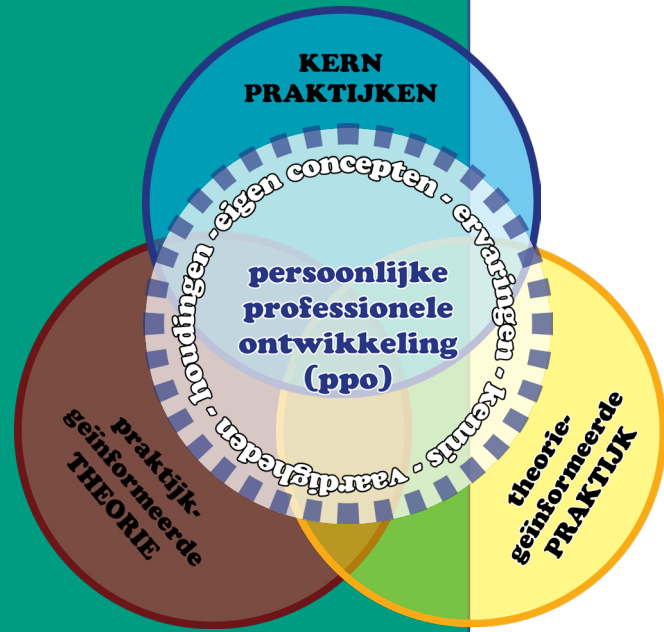 KERN
PRAKTIJKEN
houdingen - eigen concepten - ervaringen - kennis - vaardigheden -
persoonlijke
professionele
ontwikkeling
(ppo)
praktijk-
geïnformeerde
THEORIE
theorie-
geïnformeerde
PRAKTIJK